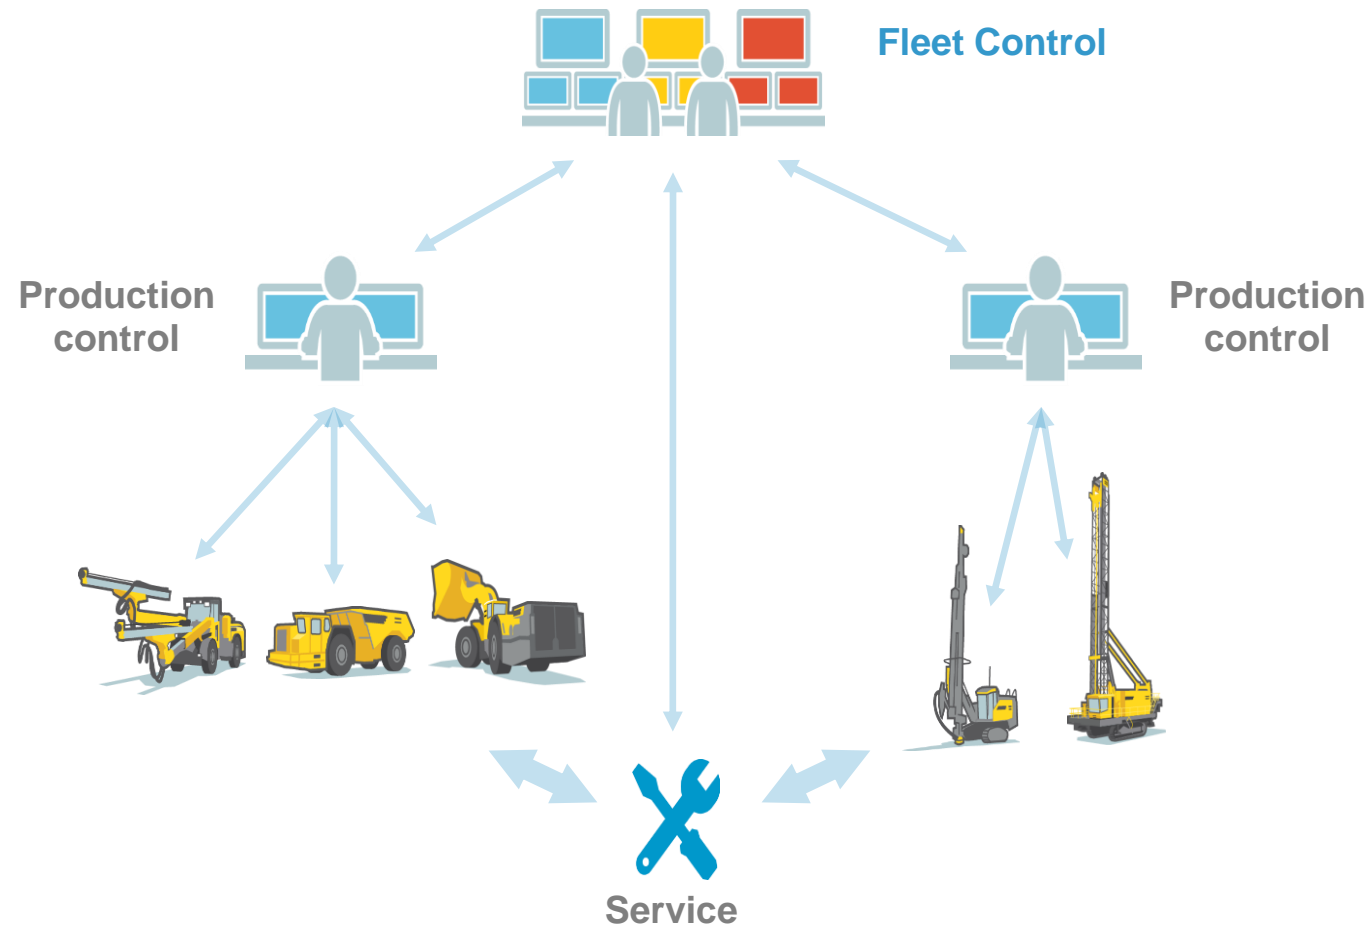 Fleet Control
Production
control
Production
control
Service